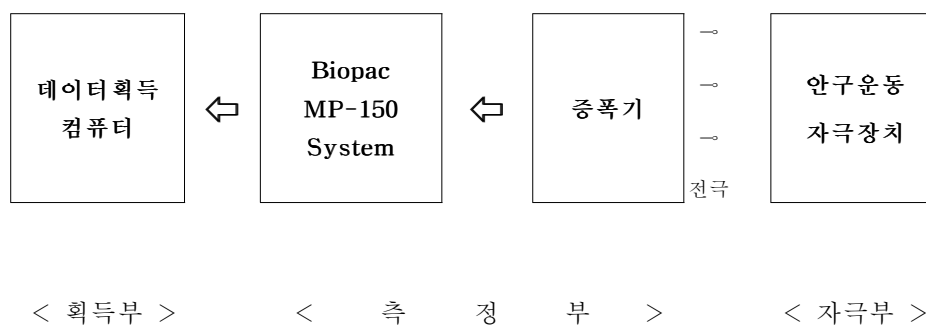 데이터획득
컴퓨터
Biopac
MP-150
System
증폭기
전극
안구운동
자극장치
< 획득부 >
< 측 정 부 >
< 자극부 >